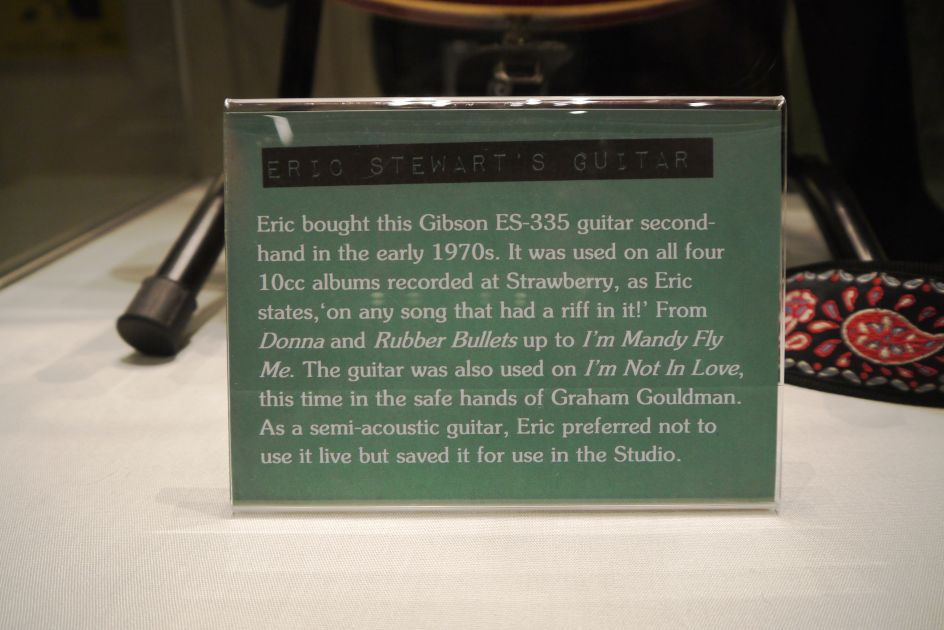 ERIC STEWART'S GUITAR
Eric bought this Gibson ES-335 guitar second-
hand in the early 1970s. It was used on all four
10cc albums recorded at Strawberry, as Eric
states,‘on any song that had a riff in it!’ From
Donna and Rubber Bullets up to I'm Mandy Fly
Me. The guitar was also used on I'm Not In Love,
this time in the safe hands of Graham Gouldman.
As a semi-acoustic guitar, Eric preferred not to
use it live but saved it for use in the Studio.